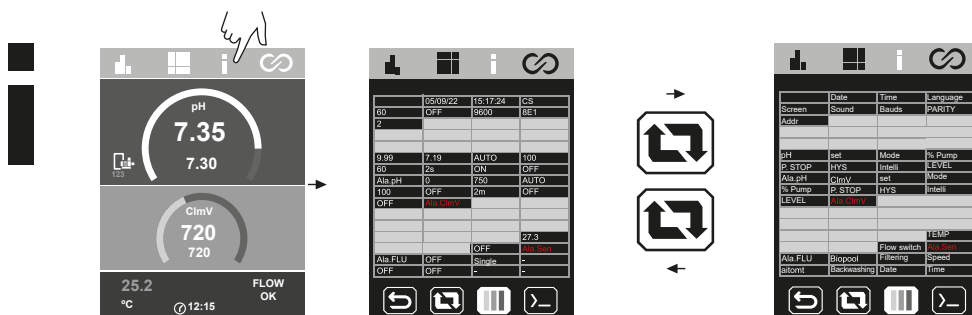 pH
7.35
7.30
123
ClmV
720
720
25.2
ºC
12:15
FLOW
OK
05/09/22 15:17:24 CS
60 OFF 9600 8E1
2
9.99 7.19 AUTO 100
60 2s ON OFF
Ala.pH 0 750 AUTO
100 OFF 2m OFF
OFF Ala.ClmV
27.3
OFF Ala.Sen
Ala.FLU OFF Single -
OFF OFF - -
Date Time Language
Screen Sound Bauds PARITY
Addr
pH set Mode % Pump
P. STOP HYS Intelli LEVEL
Ala.pH ClmV set Mode
% Pump P. STOP HYS Intelli
LEVEL Ala.ClmV
TEMP
Flow switch Ala.Sen
Ala.FLU Biopool Filtering Speed
aitomt Backwashing Date Time